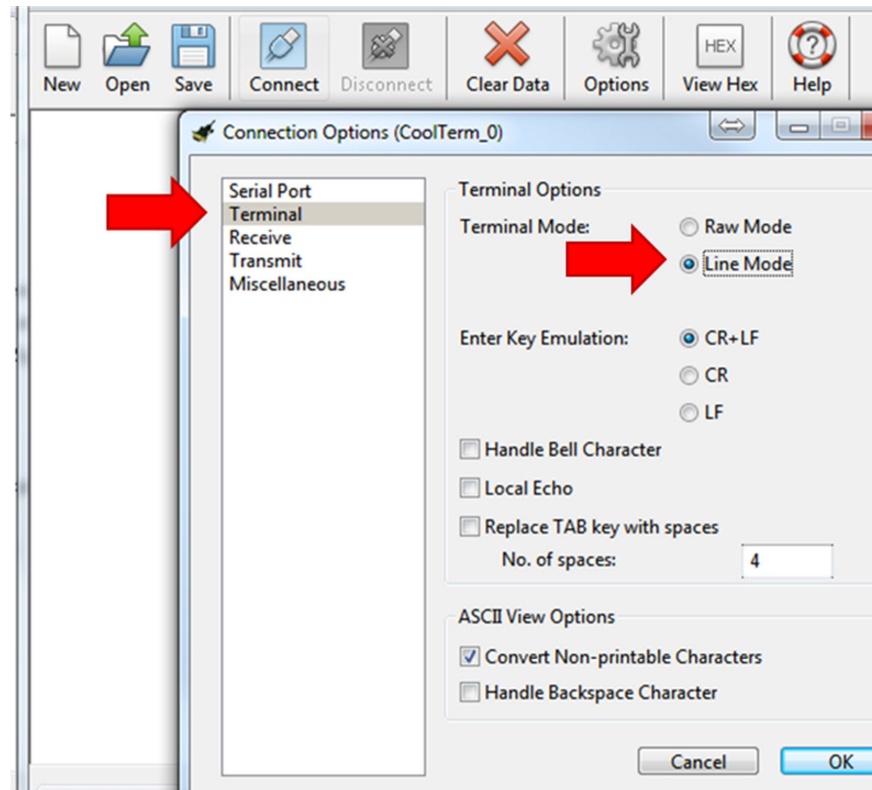 New Open Save Connect Disconnect Clear Data Options HEX View Hex Help
Connection Options (CoolTerm_0)
Serial Port
Terminal
Receive
Transmit
Miscellaneous
Terminal Options
Terminal Mode:
Raw Mode
Line Mode
Enter Key Emulation:
CR+LF
CR
LF
Handle Bell Character
Local Echo
Replace TAB key with spaces
No. of spaces: 4
ASCII View Options
Convert Non-printable Characters
Handle Backspace Character
Cancel OK